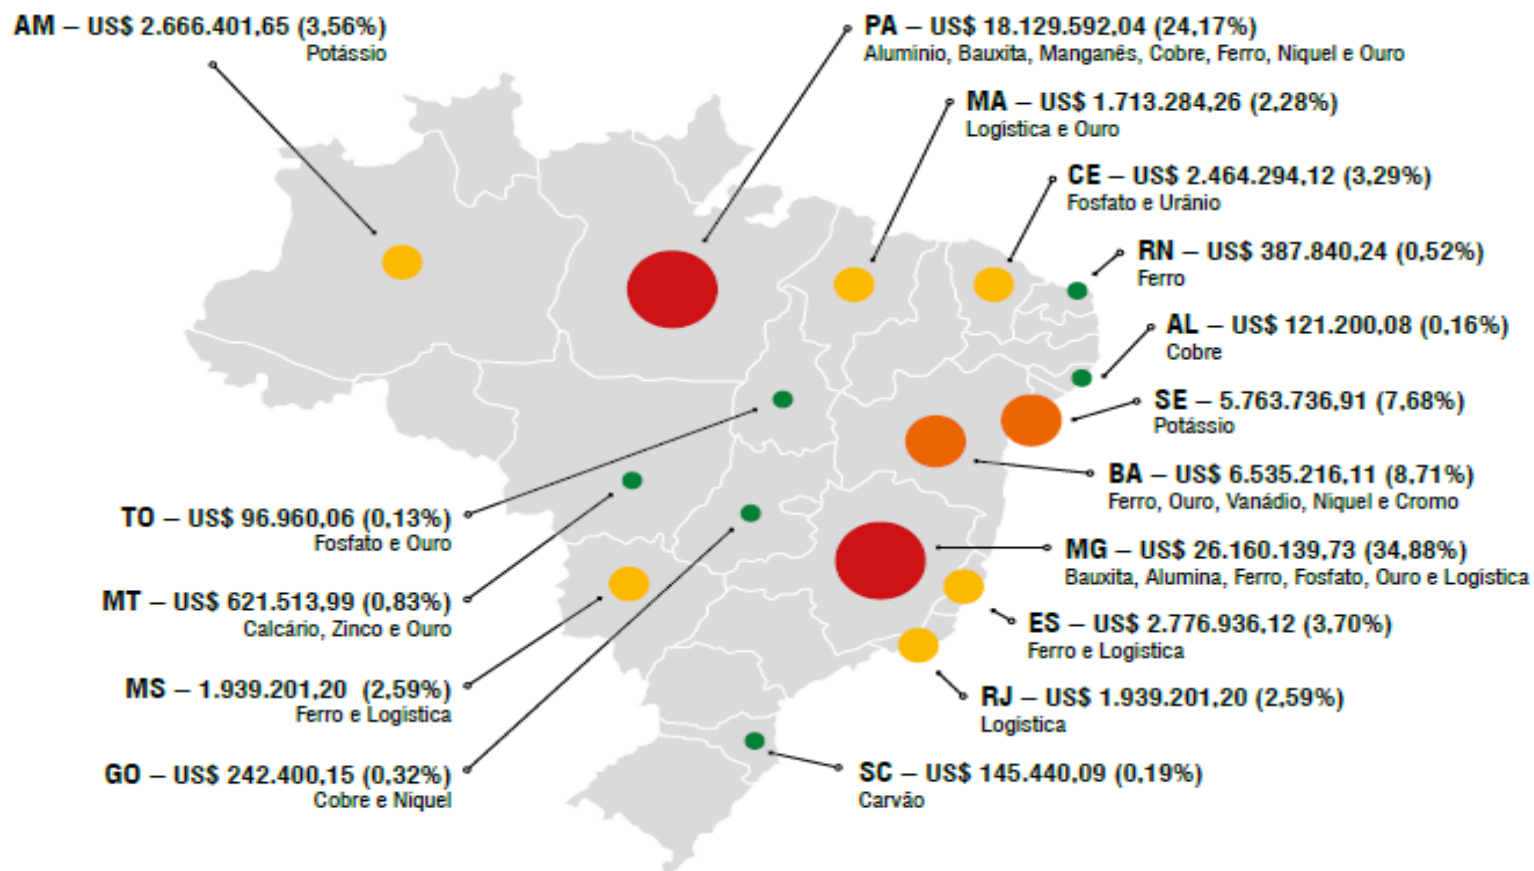 AM – US$ 2.666.401,65 (3,56%)
Potássio
PA – US$ 18.129.592,04 (24,17%)
Alumínio, Bauxita, Manganês, Cobre, Ferro, Níquel e Ouro
MA – US$ 1.713.284,26 (2,28%)
Logística e Ouro
CE – US$ 2.464.294,12 (3,29%)
Fosfato e Urânio
RN – US$ 387.840,24 (0,52%)
Ferro
AL – US$ 121.200,08 (0,16%)
Cobre
SE – 5.763.736,91 (7,68%)
Potássio
BA – US$ 6.535.216,11 (8,71%)
Ferro, Ouro, Vanádio, Níquel e Cromo
MG – US$ 26.160.139,73 (34,88%)
Bauxita, Alumina, Ferro, Fosfato, Ouro e Logística
ES – US$ 2.776.936,12 (3,70%)
Ferro e Logística
RJ – US$ 1.939.201,20 (2,59%)
Logística
SC – US$ 145.440,09 (0,19%)
Carvão
TO – US$ 96.960,06 (0,13%)
Fosfato e Ouro
MT – US$ 621.513,99 (0,83%)
Calcário, Zinco e Ouro
MS – 1.939.201,20 (2,59%)
Ferro e Logística
GO – US$ 242.400,15 (0,32%)
Cobre e Níquel